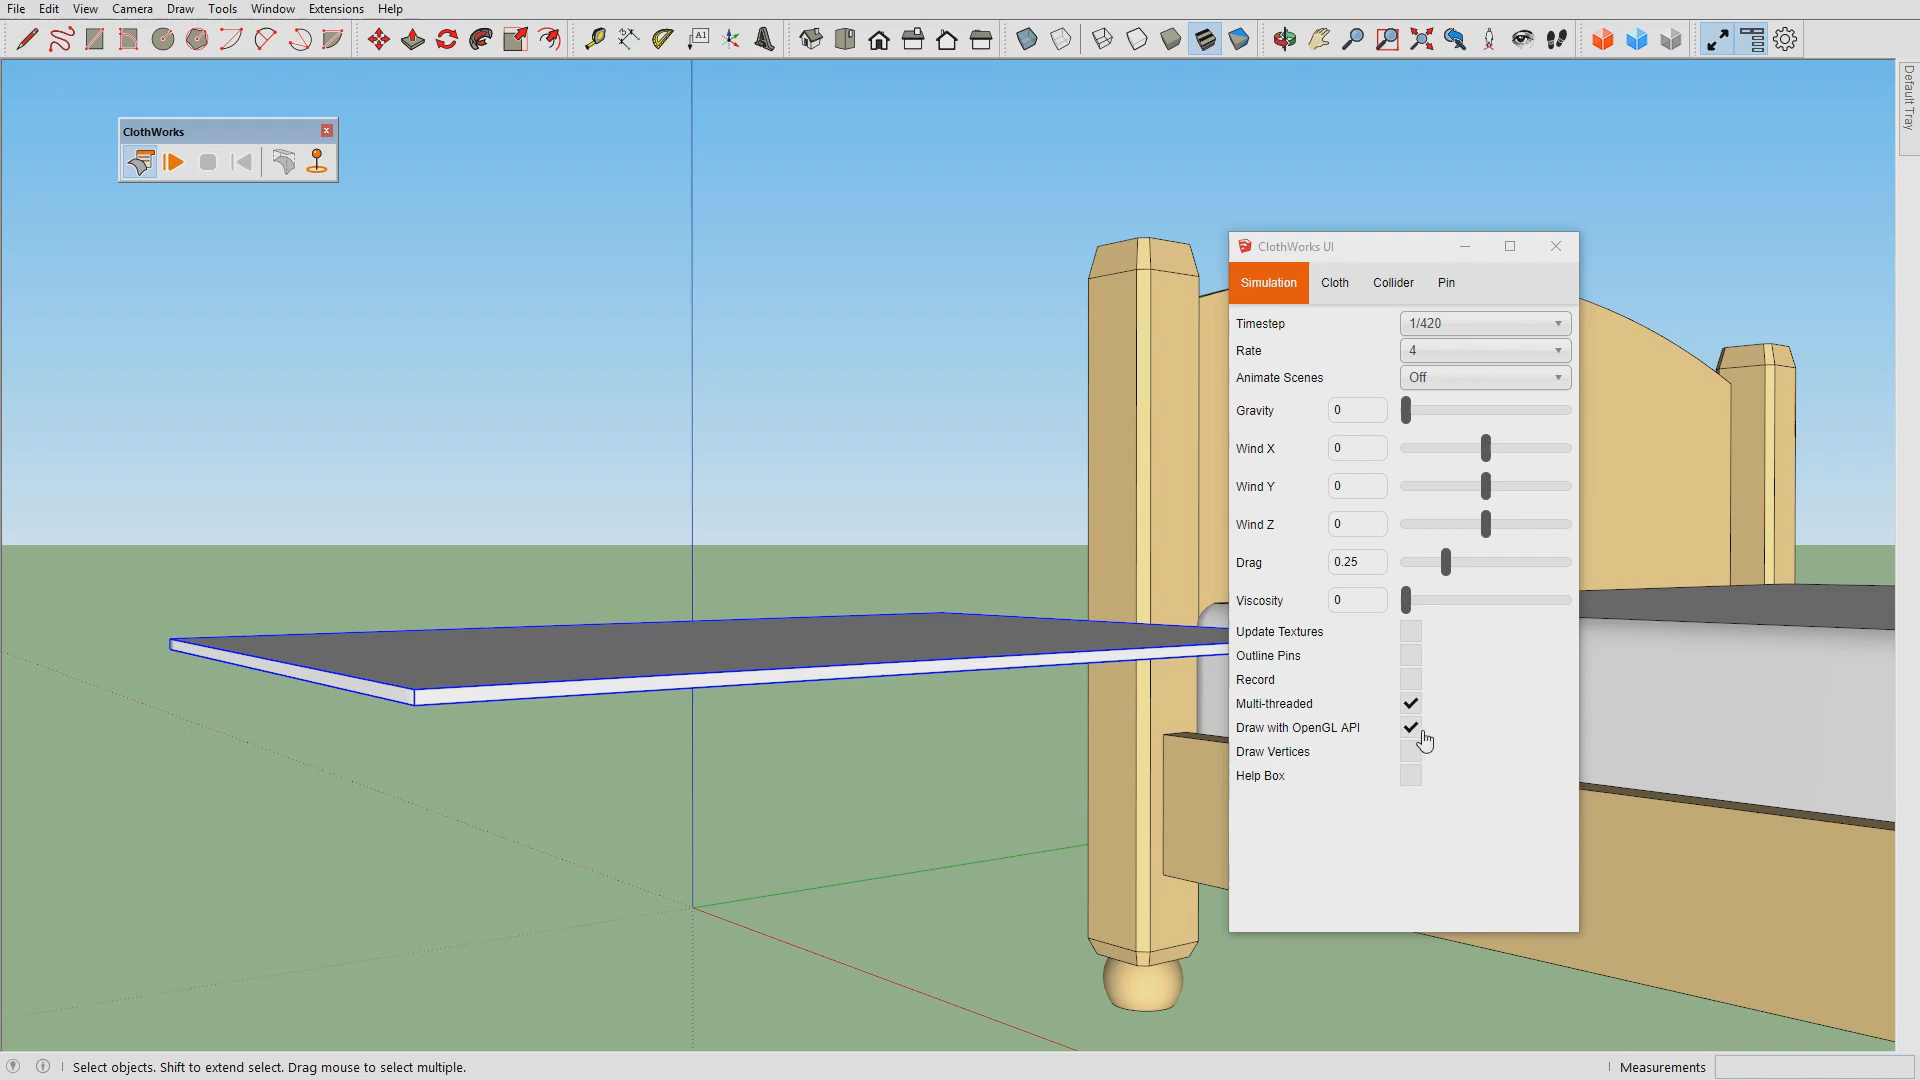 File Edit View Camera Draw Tools Window Extensions Help
A1
Default Tray
ClothWorks
ClothWorks UI
Simulation Cloth Collider Pin
Timestep 1/420
Rate 4
Animate Scenes Off
Gravity 0
Wind X 0
Wind Y 0
Wind Z 0
Drag 0.25
Viscosity 0
Update Textures
Outline Pins
Record
Multi-threaded
Draw with OpenGL API
Draw Vertices
Help Box
Select objects. Shift to extend select. Drag mouse to select multiple.
Measurements